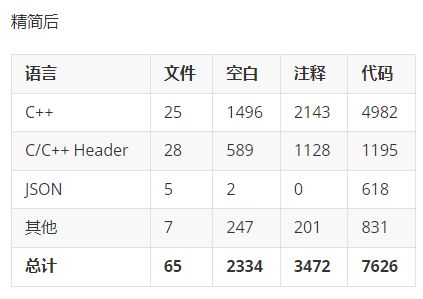 精简后
语言 文件 空白 注释 代码
C++ 25 1496 2143 4982
C/C++ Header 28 589 1128 1195
JSON 5 2 0 618
其他 7 247 201 831
总计 65 2334 3472 7626